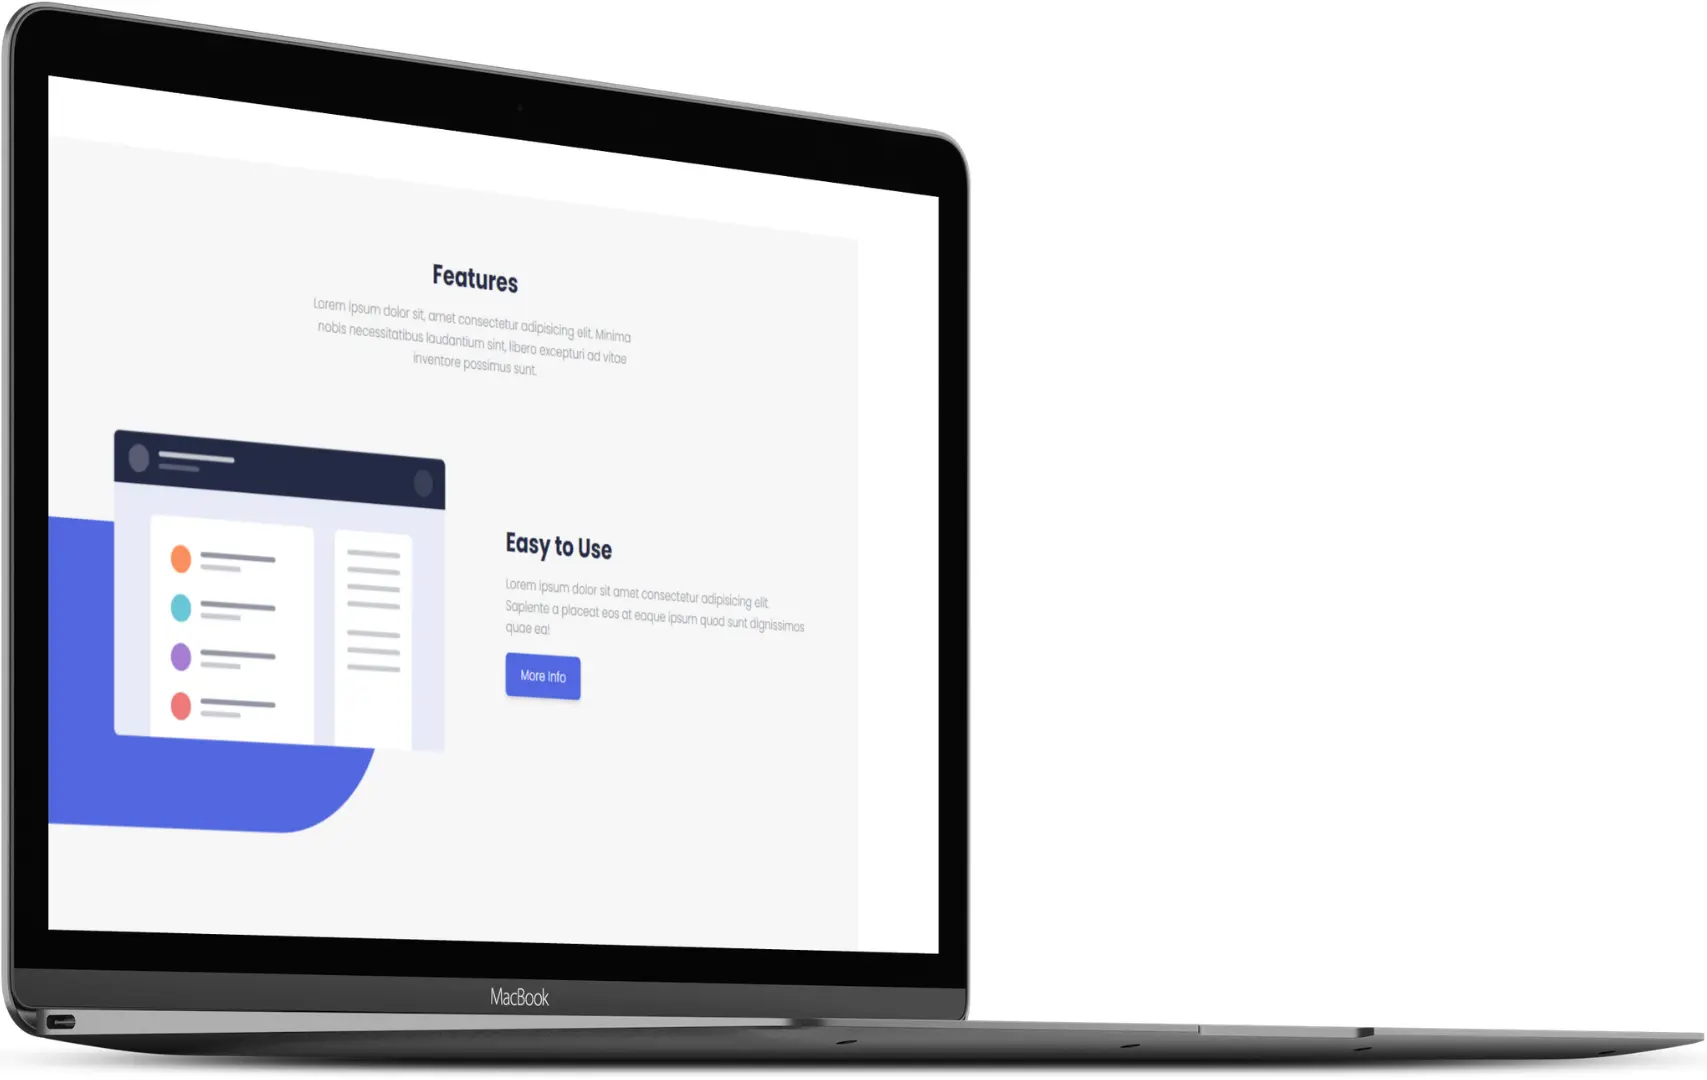 Features
Lorem ipsum dolor sit, amet consectetur adipisicing elit. Minima
nobis necessitatibus laudantium sint, libero excepturi ad vitae
inventore possimus sunt.
Easy to Use
Lorem ipsum dolor sit amet consectetur adipisicing elit.
Sapiente a placeat eos at eaque ipsum quod sunt dignissimos
quae ea!
More Info
MacBook